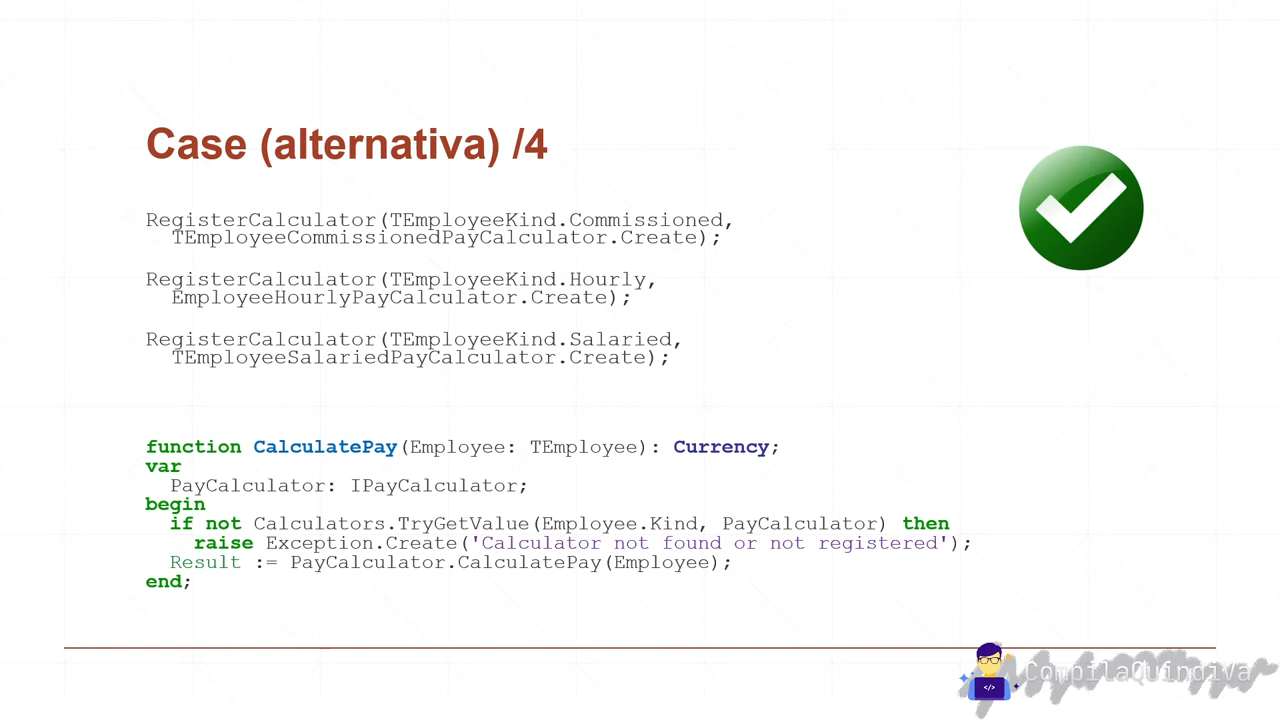 Case (alternativa) /4
RegisterCalculator(TEmployeeKind.Commissioned,
TEmployeeCommissionedPayCalculator.Create);
RegisterCalculator(TEmployeeKind.Hourly,
EmployeeHourlyPayCalculator.Create);
RegisterCalculator(TEmployeeKind.Salaried,
TEmployeeSalariedPayCalculator.Create);
function CalculatePay(Employee: TEmployee): Currency;
var
PayCalculator: IPayCalculator;
begin
if not Calculators.TryGetValue(Employee.Kind, PayCalculator) then
raise Exception.Create('Calculator not found or not registered');
Result := PayCalculator.CalculatePay(Employee);
end;
</>
CompilaQuindiVa